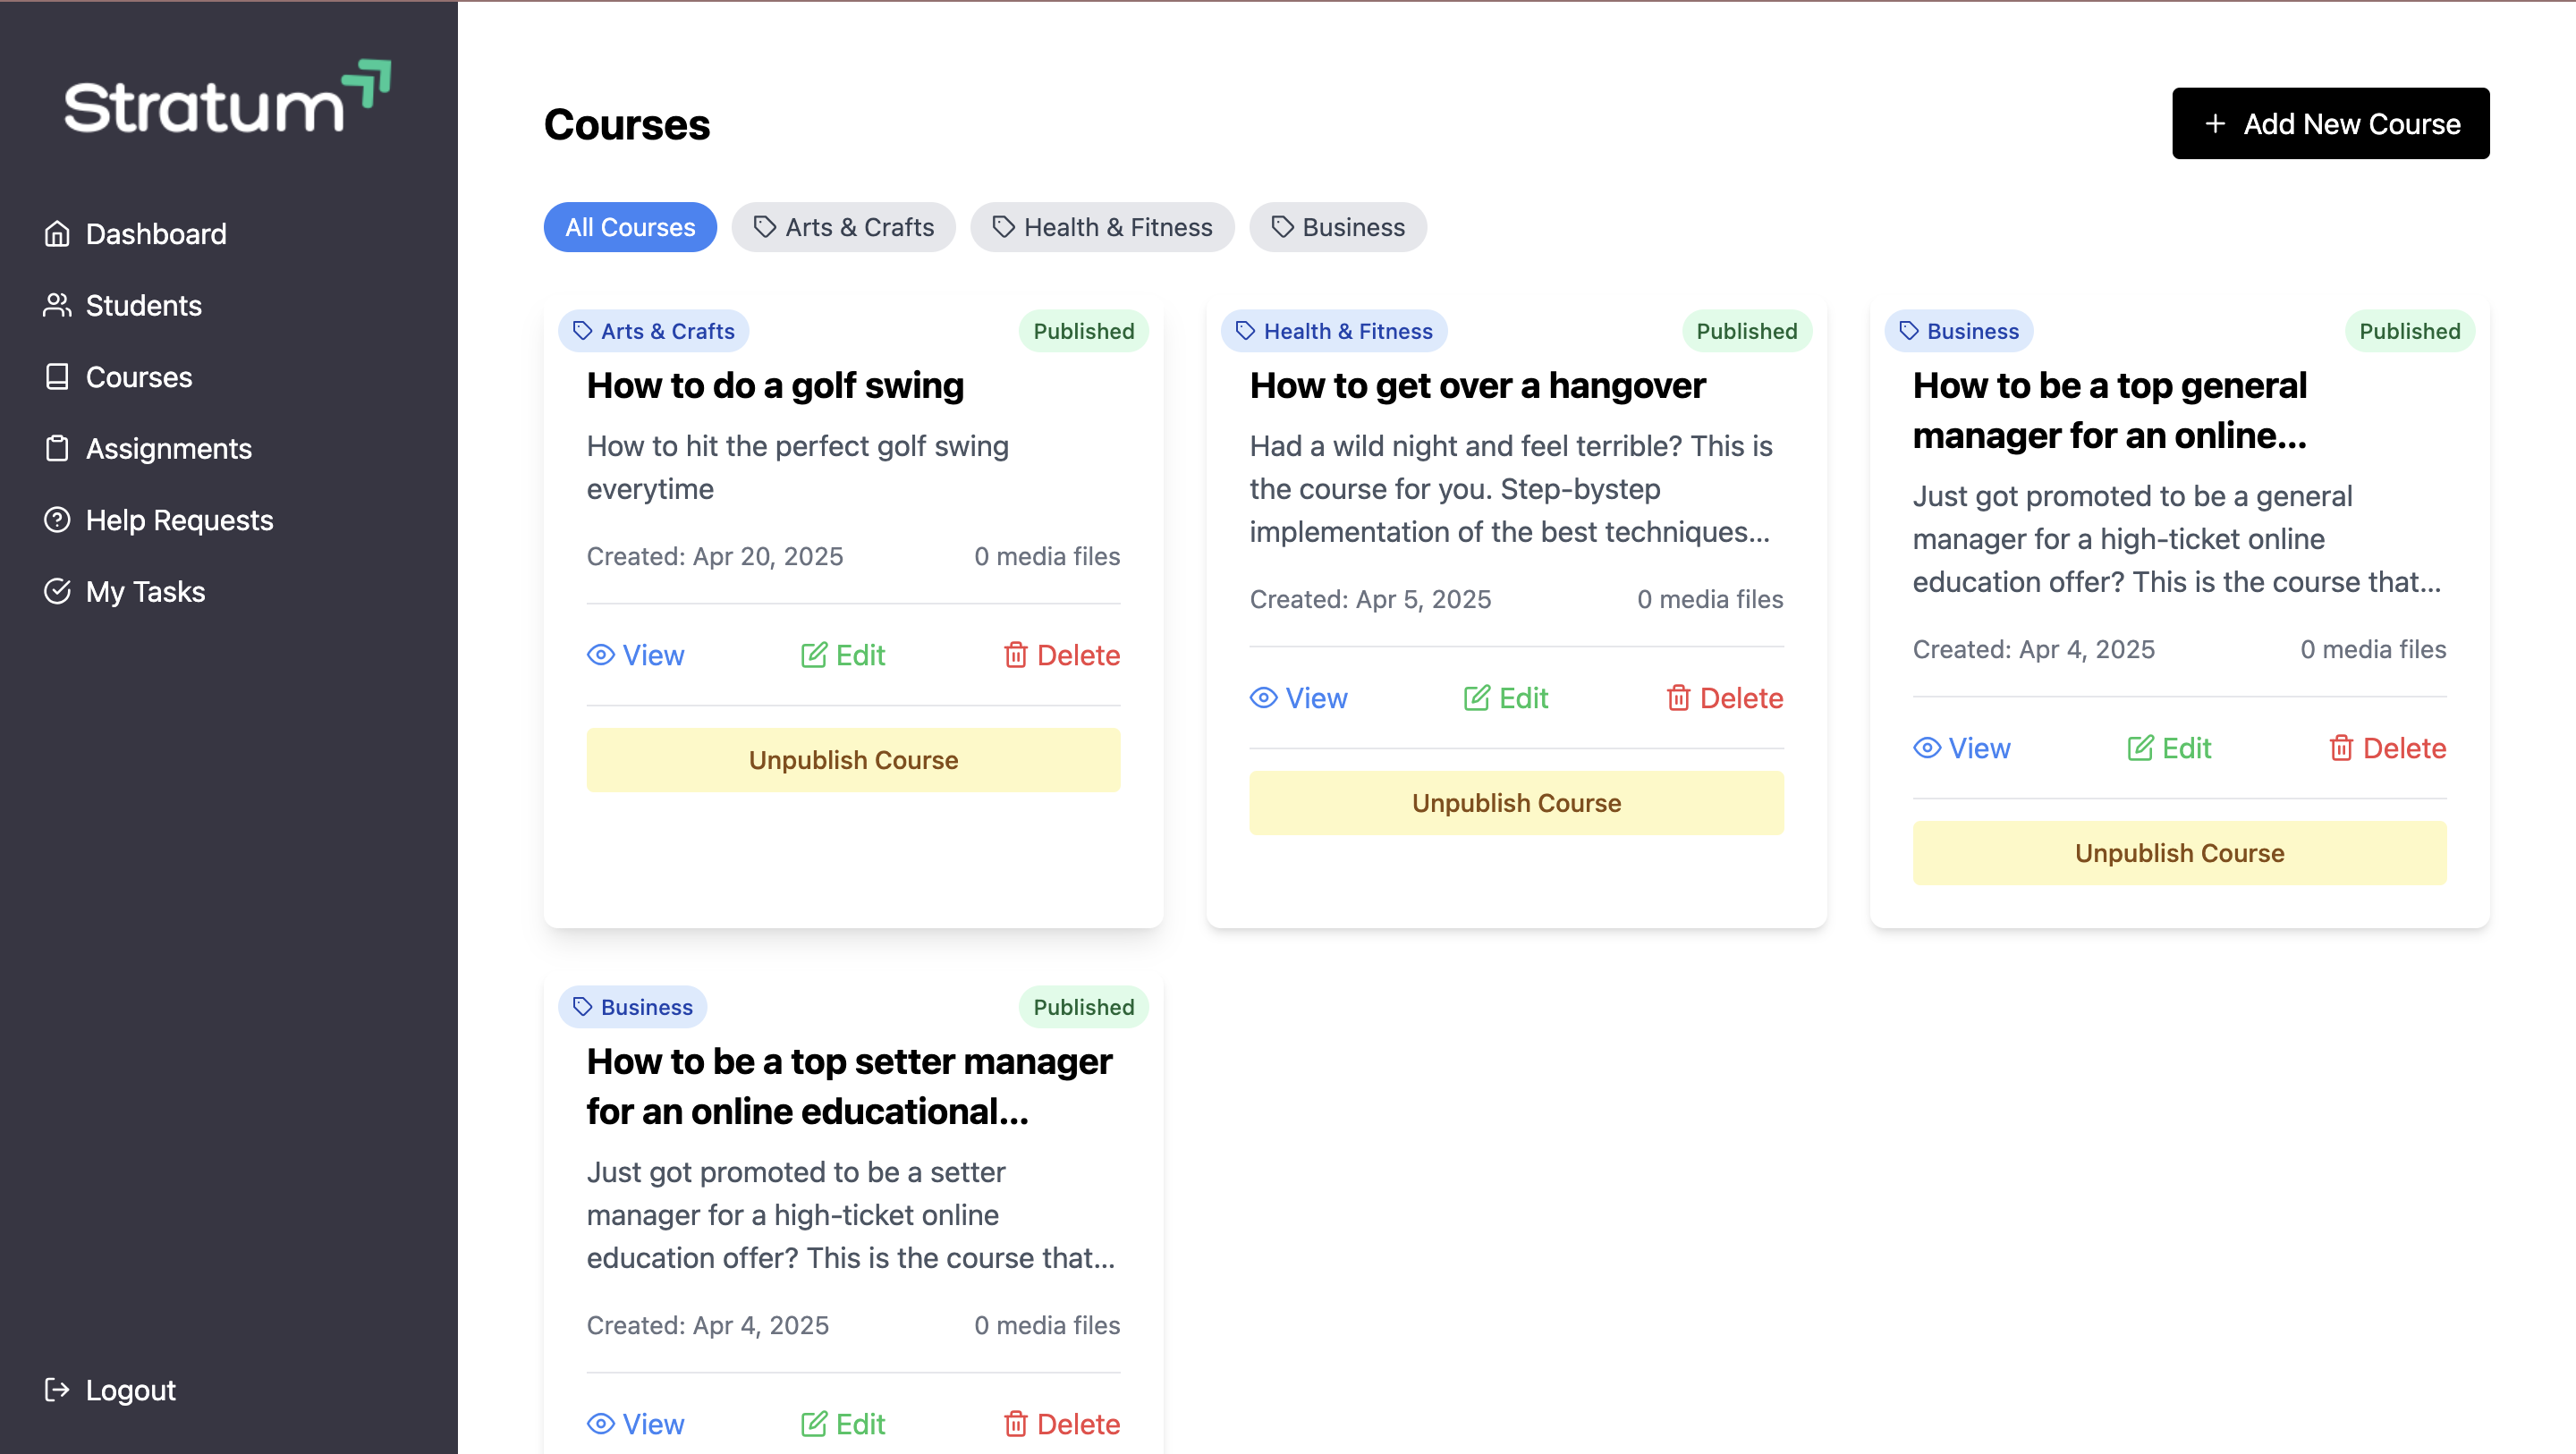 Stratum
Dashboard
Students
Courses
Assignments
Help Requests
My Tasks
Logout
Courses
+ Add New Course
All Courses
Arts & Crafts
Health & Fitness
Business
Arts & Crafts
Published
How to do a golf swing
How to hit the perfect golf swing
everytime
Created: Apr 20, 2025
0 media files
View
Edit
Delete
Unpublish Course
Health & Fitness
Published
How to get over a hangover
Had a wild night and feel terrible? This is
the course for you. Step-bystep
implementation of the best techniques...
Created: Apr 5, 2025
0 media files
View
Edit
Delete
Unpublish Course
Business
Published
How to be a top general
manager for an online...
Just got promoted to be a general
manager for a high-ticket online
education offer? This is the course that...
Created: Apr 4, 2025
0 media files
View
Edit
Delete
Unpublish Course
Business
Published
How to be a top setter manager
for an online educational...
Just got promoted to be a setter
manager for a high-ticket online
education offer? This is the course that...
Created: Apr 4, 2025
0 media files
View
Edit
Delete